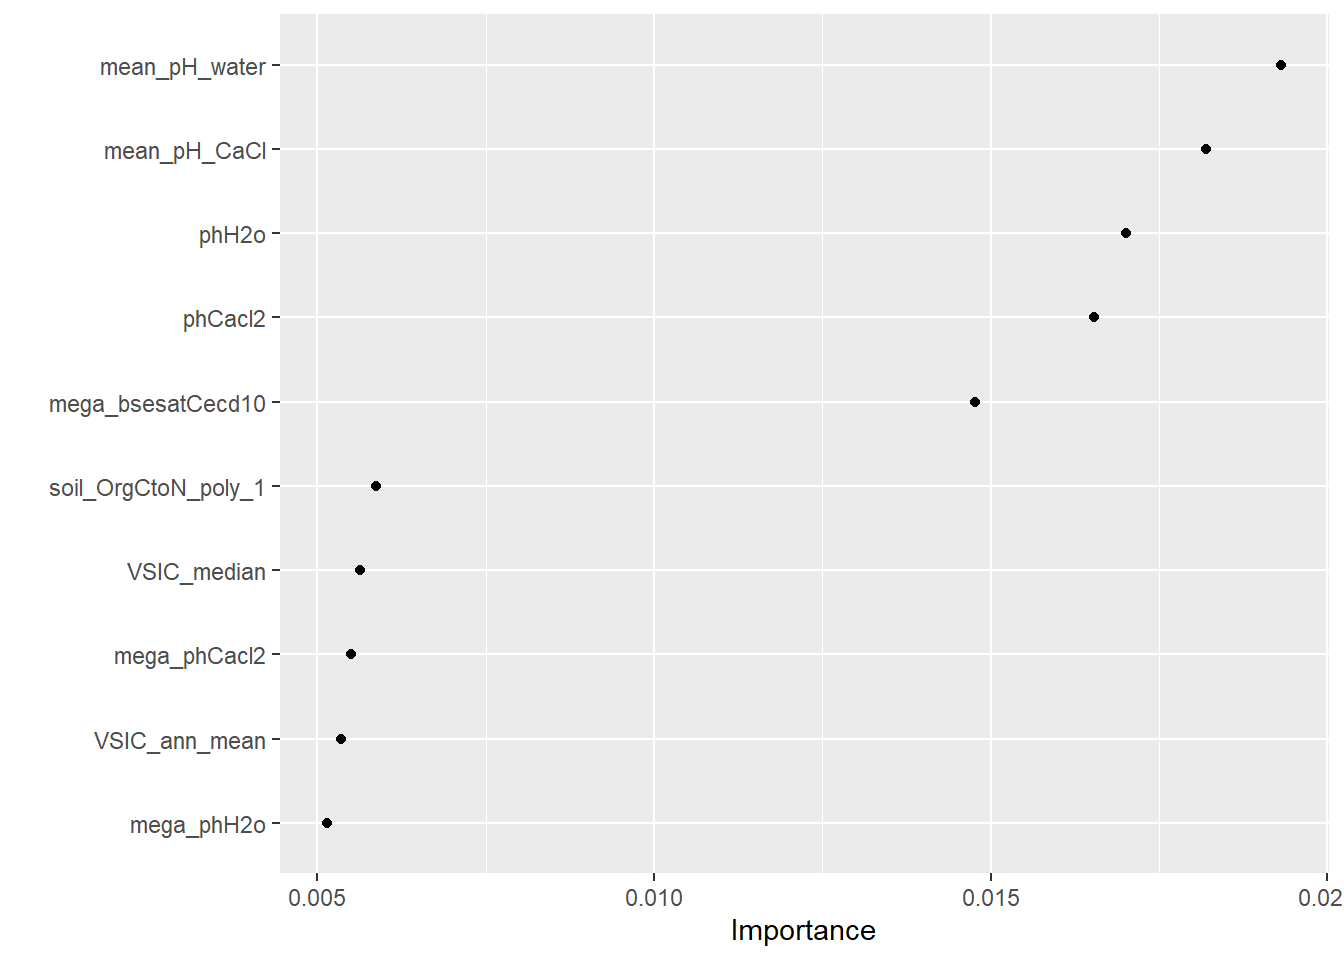 mean_pH_water
mean_pH_CaCl
phH2o
phCacl2
mega_bsesatCecd10
soil_OrgCtoN_poly_1
VSIC_median
mega_phCacl2
VSIC_ann_mean
mega_phH2o
0.005 0.010 0.015 0.02
Importance